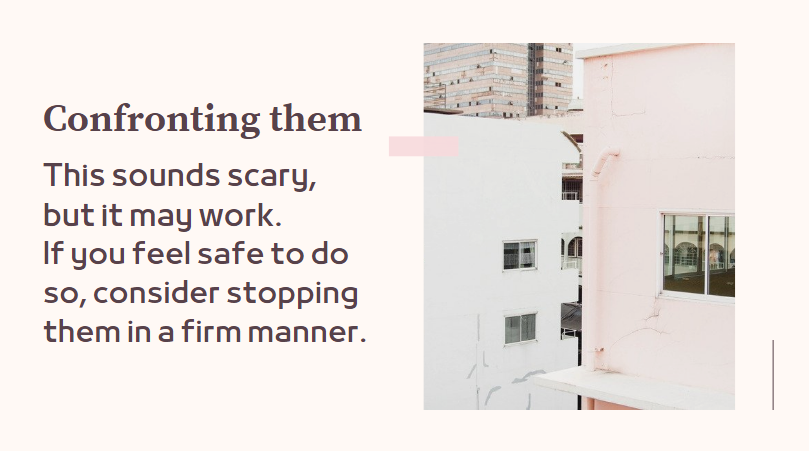 Confronting them
This sounds scary,
but it may work.
If you feel safe to do
so, consider stopping
them in a firm manner.